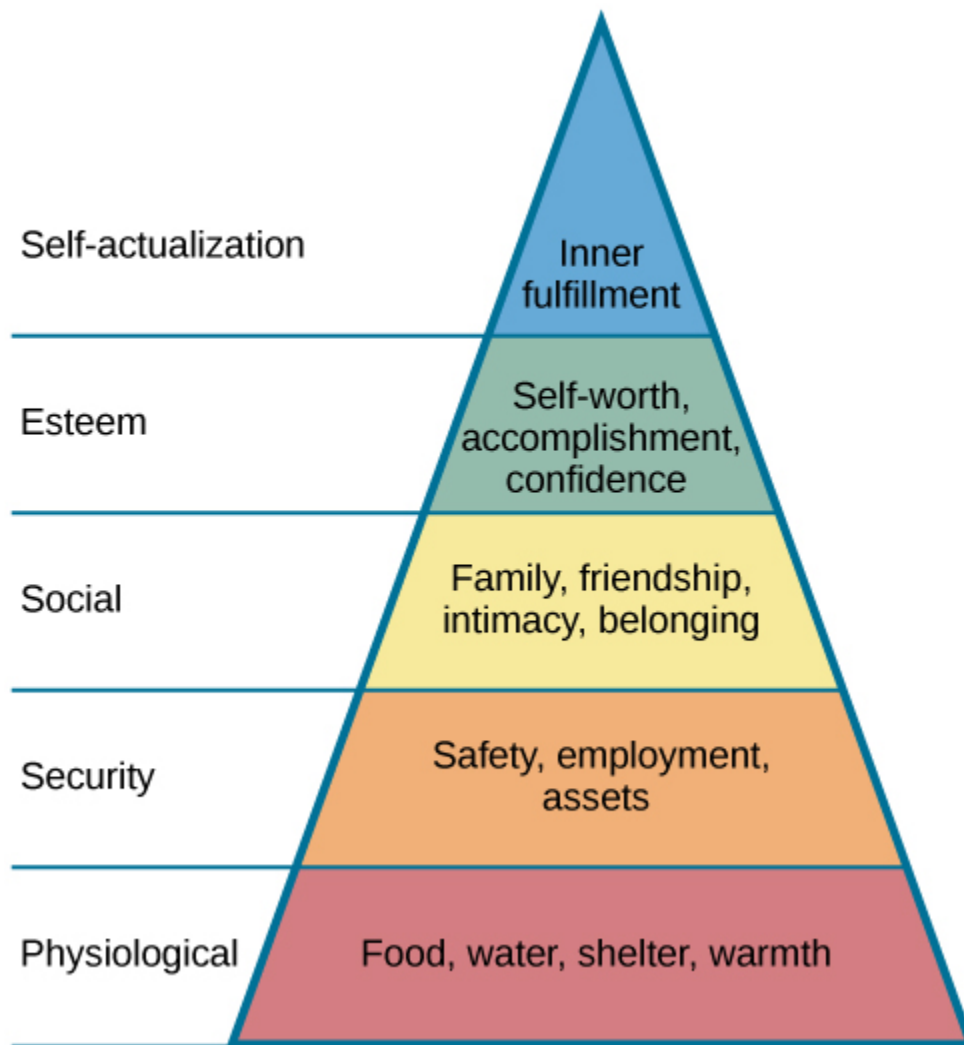 Self-actualization
Inner
fulfillment
Esteem
Self-worth,
accomplishment,
confidence
Social
Family, friendship,
intimacy, belonging
Security
Safety, employment,
assets
Physiological
Food, water, shelter, warmth